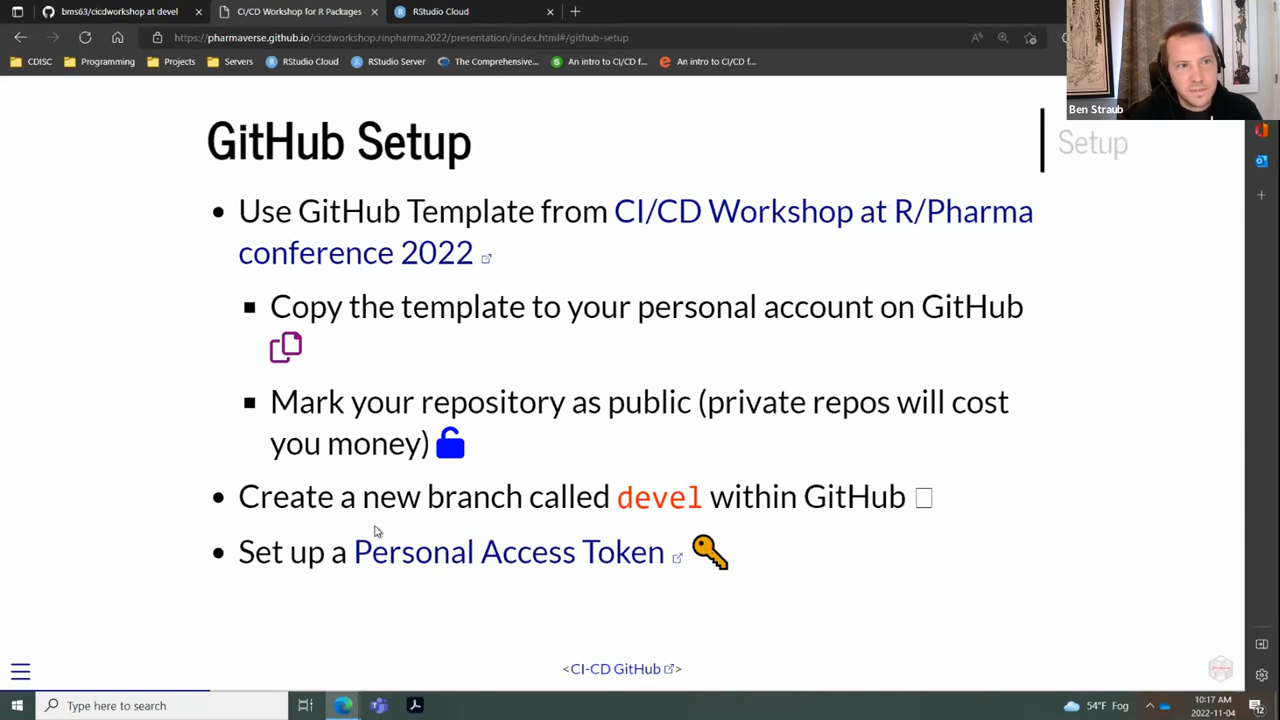 bms63/cicdworkshop at devel
CI/CD Workshop for R Packages
RStudio Cloud
https://pharmaverse.github.io/cicdworkshop.rinpharma2022/presentation/index.html#/github-setup
CDISC
Programming
Projects
Servers
RStudio Cloud
RStudio Server
The Comprehensive...
An intro to CI/CD f...
An intro to CI/CD f...
Ben Straub
GitHub Setup
Setup
• Use GitHub Template from CI/CD Workshop at R/Pharma
conference 2022
▪ Copy the template to your personal account on GitHub
▪ Mark your repository as public (private repos will cost
you money)
• Create a new branch called devel within GitHub
• Set up a Personal Access Token
<CI-CD GitHub>
Type here to search
54°F Fog
10:17 AM
2022-11-04
12